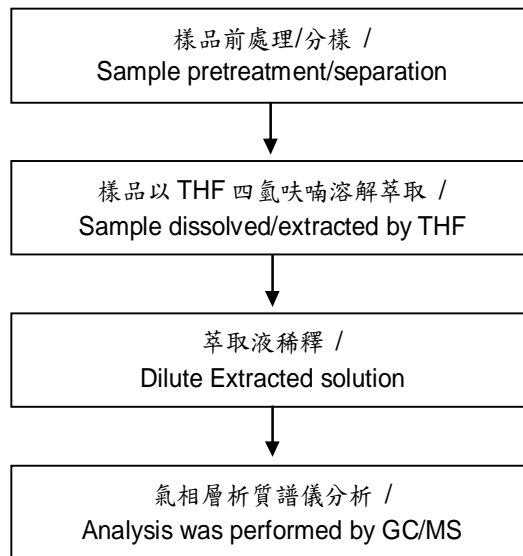 樣品前處理/分樣 /
Sample pretreatment/separation
樣品以 THF 四氫呋喃溶解萃取 /
Sample dissolved/extracted by THF
萃取液稀釋 /
Dilute Extracted solution
氣相層析質譜儀分析 /
Analysis was performed by GC/MS